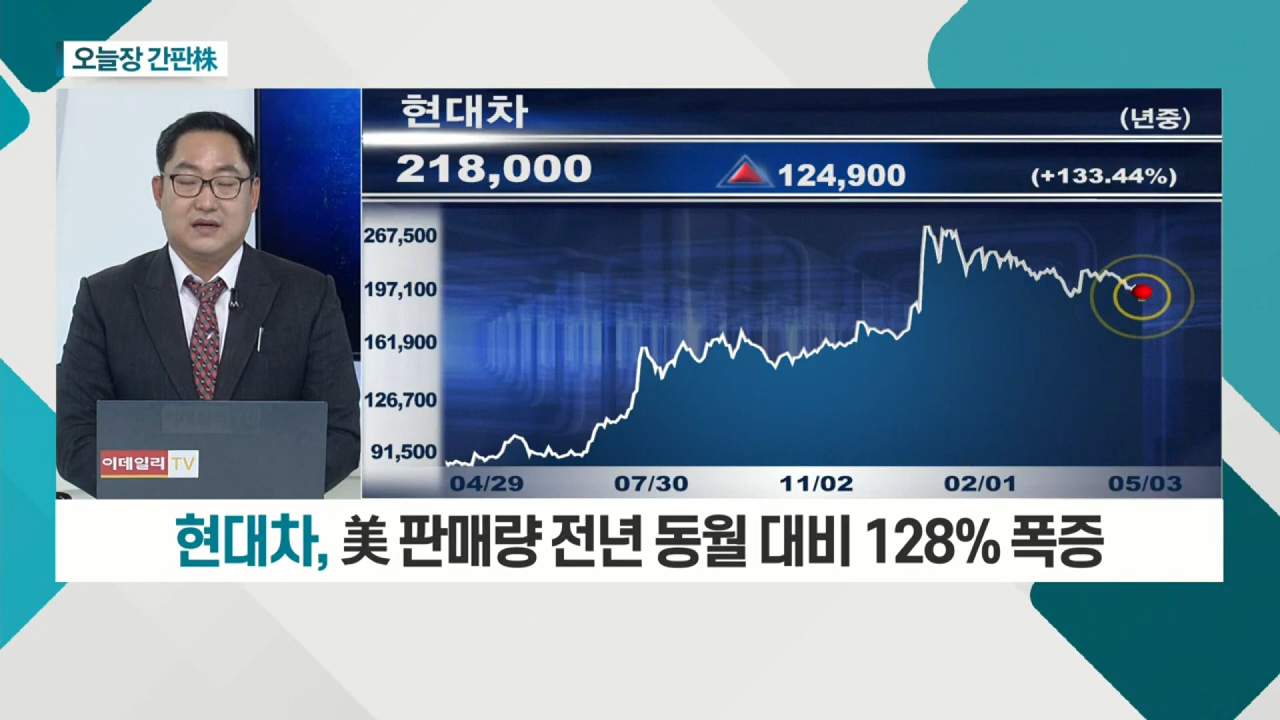 오늘장 간판株
현대차
(년중)
218,000 ▲ 124,900 (+133.44%)
267,500
197,100
161,900
126,700
91,500
04/29 07/30 11/02 02/01 05/03
이데일리 TV
현대차, 美 판매량 전년 동월 대비 128% 폭증